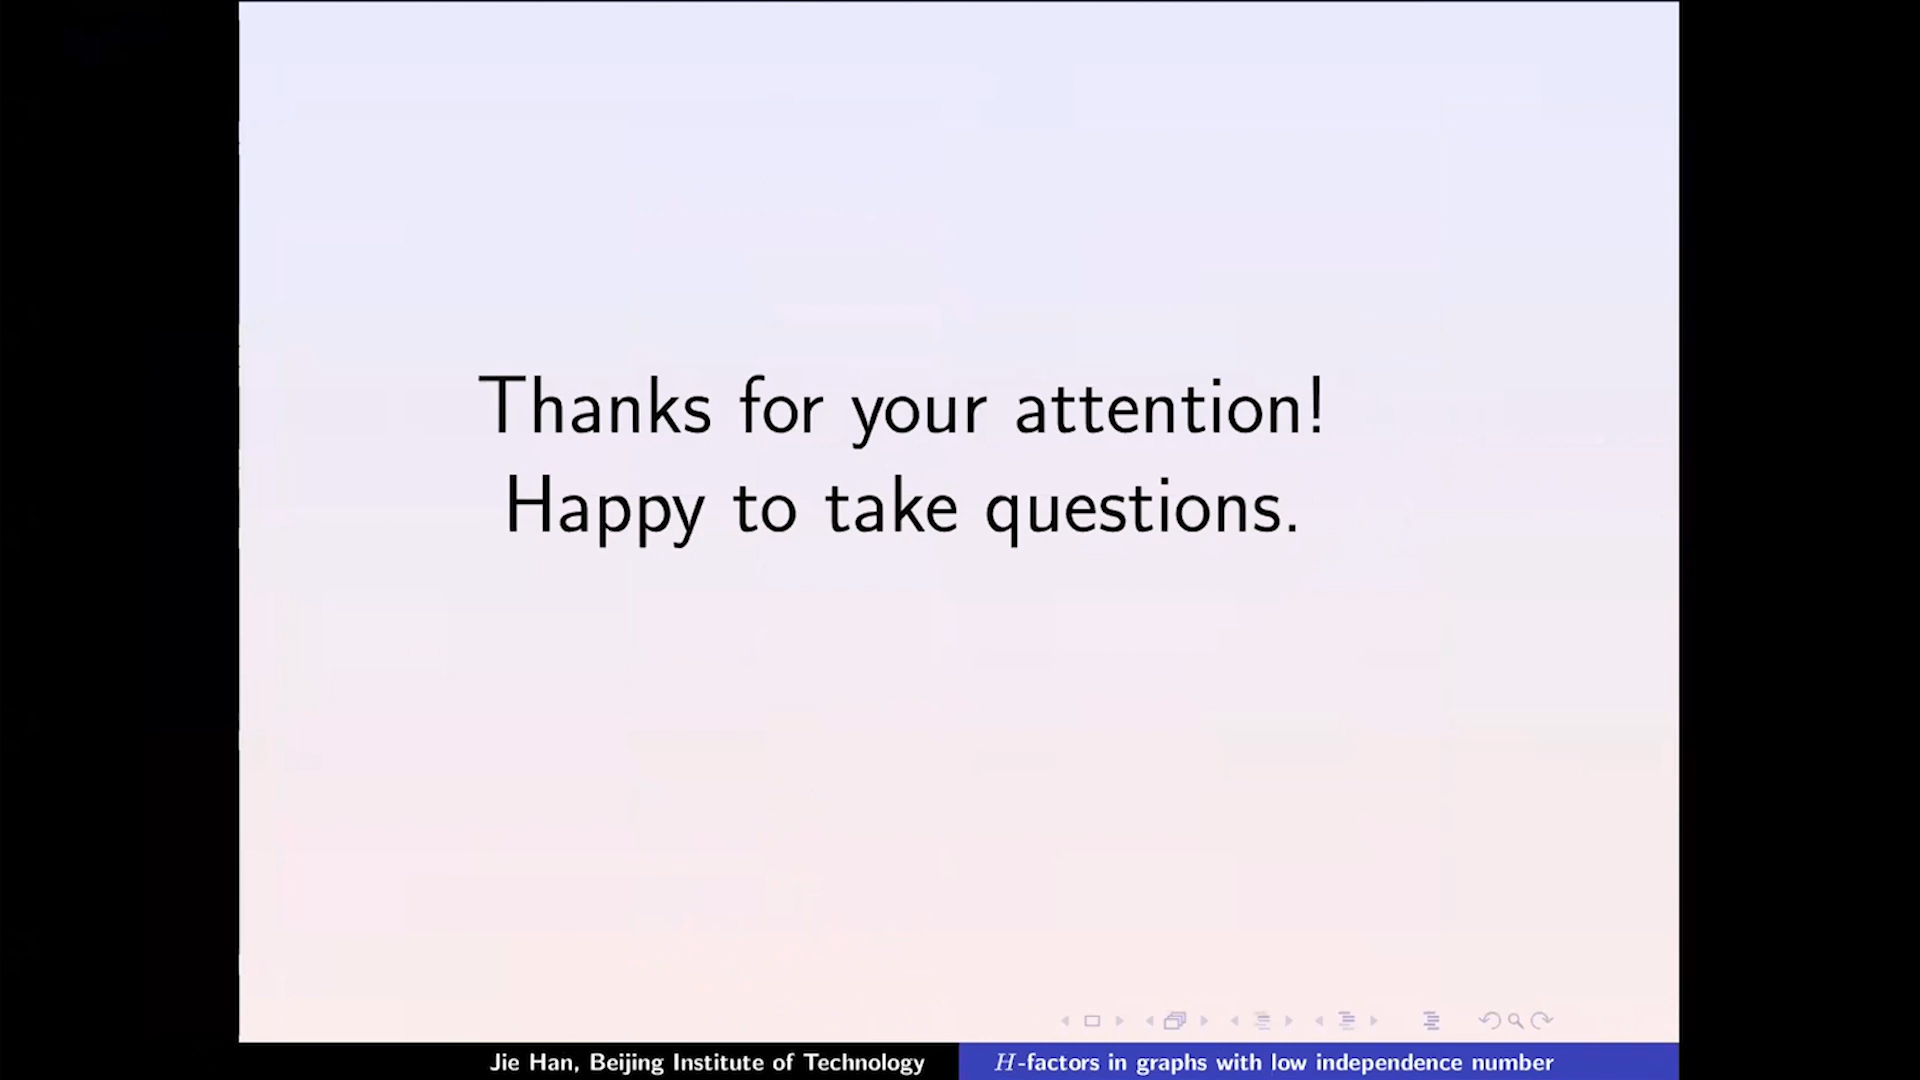 Thanks for your attention!
Happy to take questions.
Jie Han, Beijing Institute of Technology
H-factors in graphs with low independence number